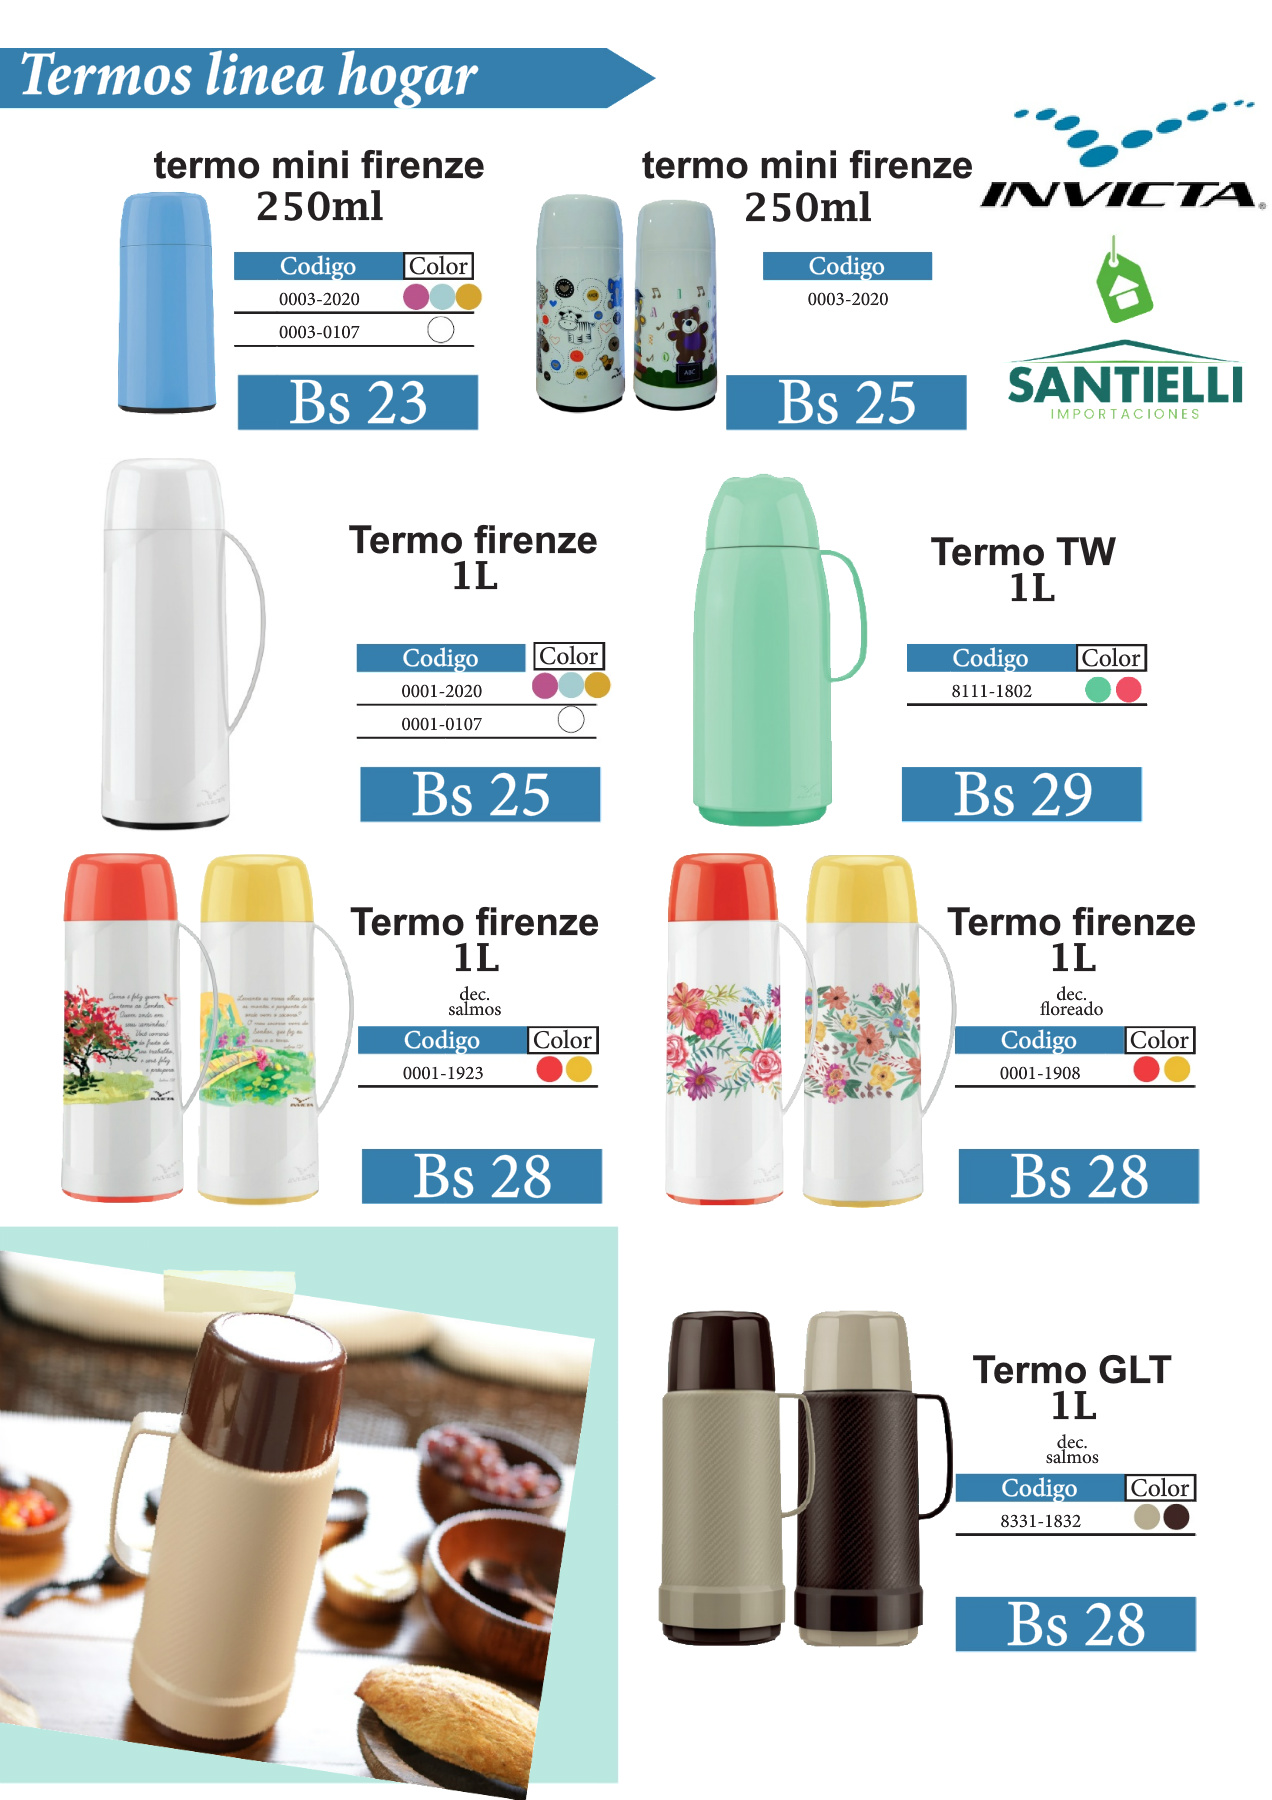 Termos linea hogar
INVICTA®
SANTIELLI
IMPORTACIONES
termo mini firenze
250ml
Codigo Color
0003-2020
0003-0107
Bs 23
termo mini firenze
250ml
Codigo
0003-2020
ABC
Bs 25
Termo firenze
1L
Codigo Color
0001-2020
0001-0107
Bs 25
INVICTA
Termo TW
1L
Codigo Color
8111-1802
Bs 29
Termo firenze
1L
dec.
salmos
Codigo Color
0001-1923
Bs 28
INVICTA
INVICTA
Termo firenze
1L
dec.
floreado
Codigo Color
0001-1908
Bs 28
Termo GLT
1L
dec.
salmos
Codigo Color
8331-1832
Bs 28